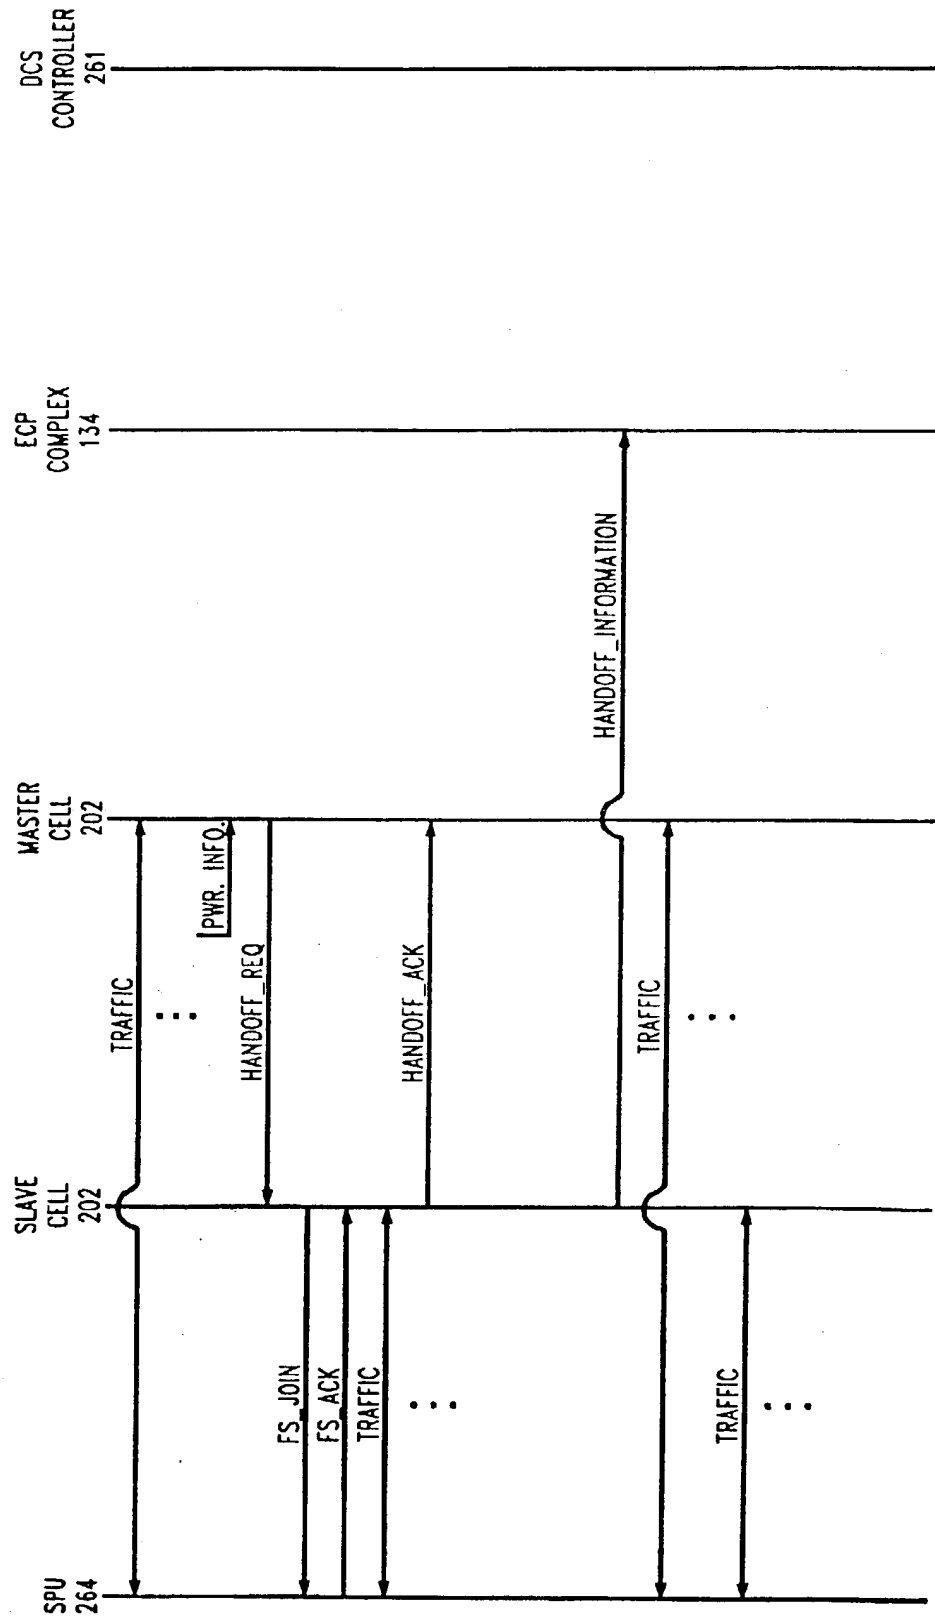 SPU
264
SLAVE
CELL
202
MASTER
CELL
202
ECP
COMPLEX
134
DCS
CONTROLLER
261
TRAFFIC
...
PWR. INFO.
HANDOFF_REQ
FS_JOIN
FS_ACK
TRAFFIC
...
HANDOFF_ACK
HANDOFF_INFORMATION
TRAFFIC
...
TRAFFIC
...